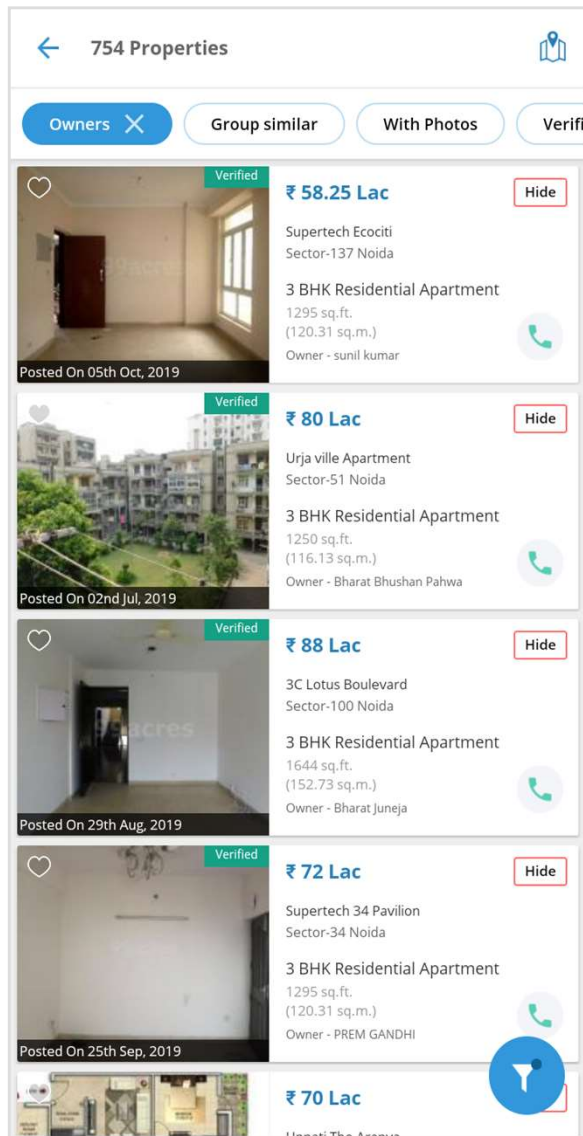 754 Properties
Owners
Group similar
With Photos
Verifi
Verified
₹ 58.25 Lac
Hide
Supertech Ecociti
Sector-137 Noida
3 BHK Residential Apartment
1295 sq.ft.
(120.31 sq.m.)
Owner - sunil kumar
99acres
Posted On 05th Oct, 2019
Verified
₹ 80 Lac
Hide
Urja ville Apartment
Sector-51 Noida
3 BHK Residential Apartment
1250 sq.ft.
(116.13 sq.m.)
Owner - Bharat Bhushan Pahwa
Posted On 02nd Jul, 2019
Verified
₹ 88 Lac
Hide
3C Lotus Boulevard
Sector-100 Noida
3 BHK Residential Apartment
1644 sq.ft.
(152.73 sq.m.)
Owner - Bharat Juneja
99acres
Posted On 29th Aug, 2019
Verified
₹ 72 Lac
Hide
Supertech 34 Pavilion
Sector-34 Noida
3 BHK Residential Apartment
1295 sq.ft.
(120.31 sq.m.)
Owner - PREM GANDHI
Posted On 25th Sep, 2019
₹ 70 Lac
Unnati The Aranya